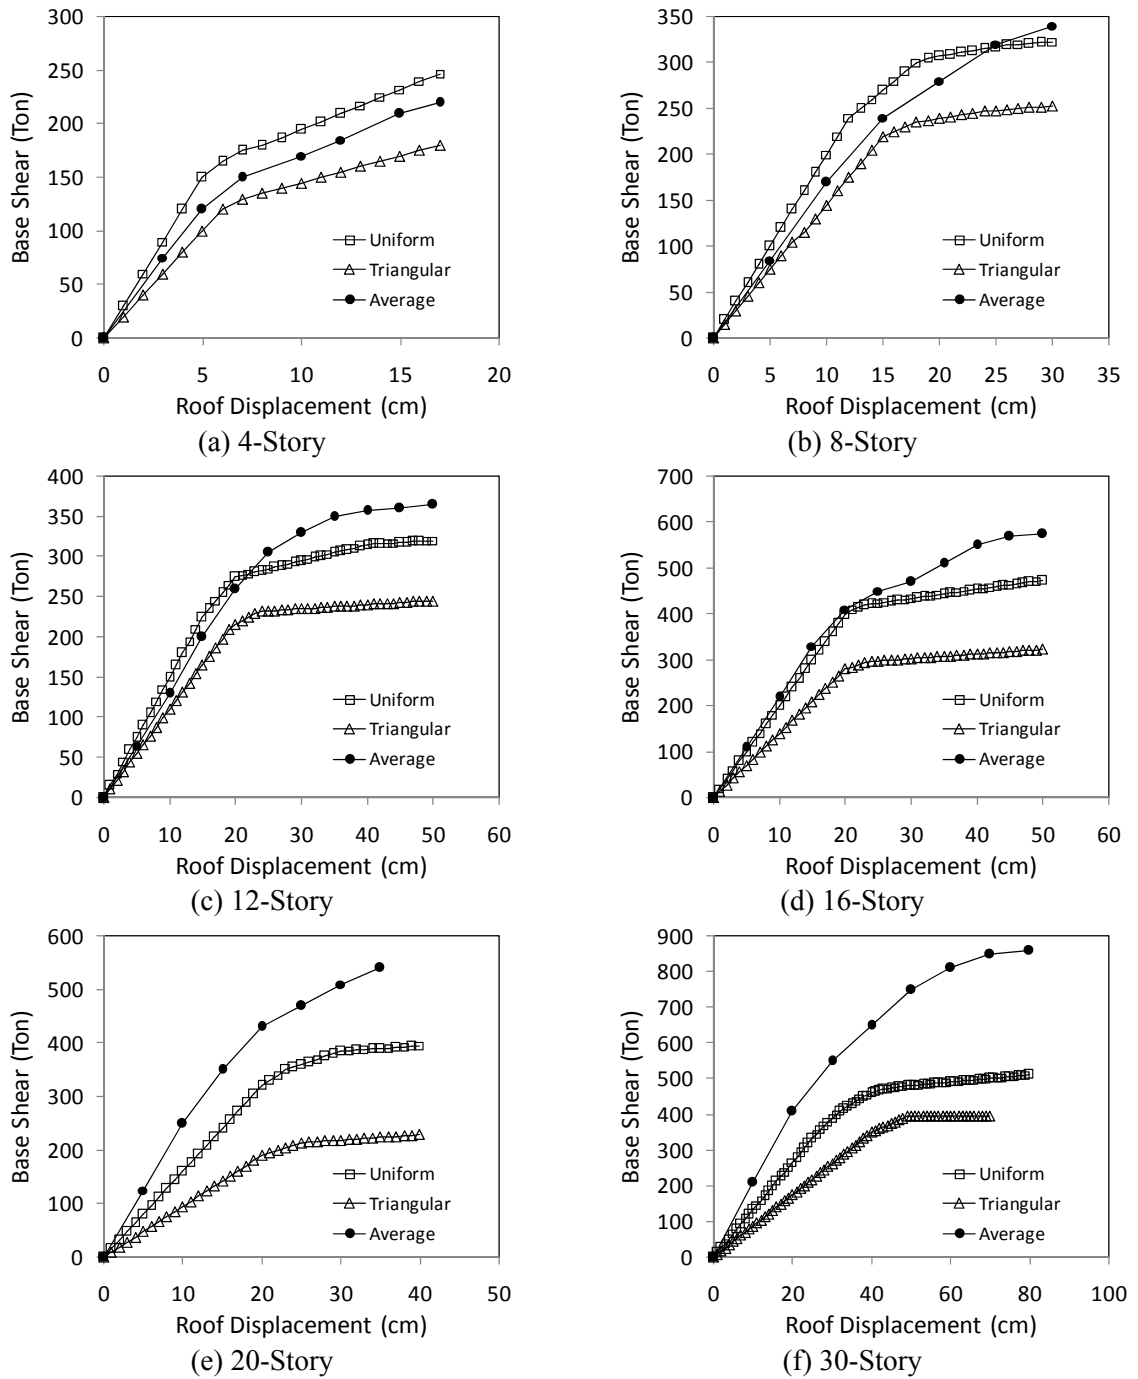 300
250
200
150
100
50
0
Base Shear (Ton)
Uniform
Triangular
Average
0 5 10 15 20
Roof Displacement (cm)
(a) 4-Story
350
300
250
200
150
100
50
0
Base Shear (Ton)
Uniform
Triangular
Average
0 5 10 15 20 25 30 35
Roof Displacement (cm)
(b) 8-Story
400
350
300
250
200
150
100
50
0
Base Shear (Ton)
Uniform
Triangular
Average
0 10 20 30 40 50 60
Roof Displacement (cm)
(c) 12-Story
700
600
500
400
300
200
100
0
Base Shear (Ton)
Uniform
Triangular
Average
0 10 20 30 40 50 60
Roof Displacement (cm)
(d) 16-Story
600
500
400
300
200
100
0
Base Shear (Ton)
Uniform
Triangular
Average
0 10 20 30 40 50
Roof Displacement (cm)
(e) 20-Story
900
800
700
600
500
400
300
200
100
0
Base Shear (Ton)
Uniform
Triangular
Average
0 20 40 60 80 100
Roof Displacement (cm)
(f) 30-Story